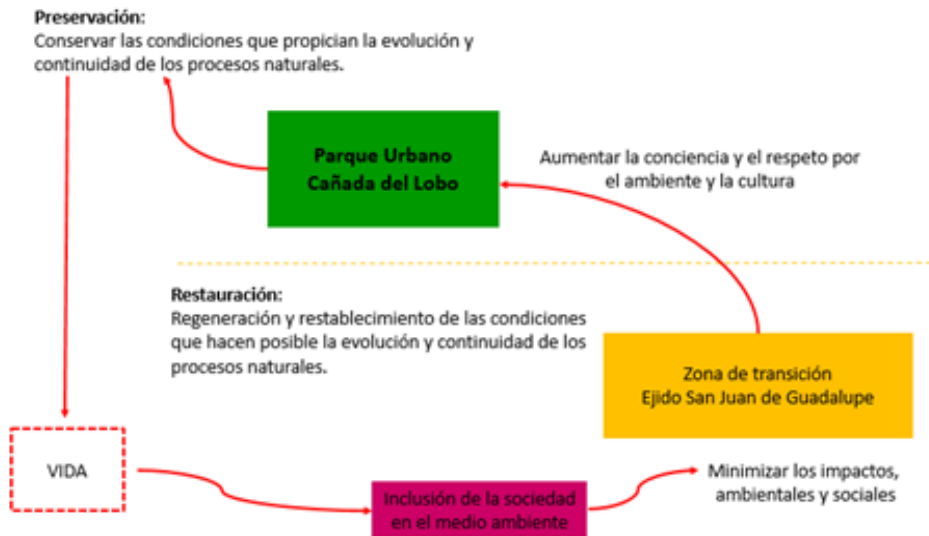 Preservación:
Conservar las condiciones que propician la evolución y
continuidad de los procesos naturales.
Parque Urbano
Cañada del Lobo
Aumentar la conciencia y el respeto por
el ambiente y la cultura
Restauración:
Regeneración y restablecimiento de las condiciones
que hacen posible la evolución y continuidad de los
procesos naturales.
Zona de transición
Ejido San Juan de Guadalupe
VIDA
Inclusión de la sociedad
en el medio ambiente
Minimizar los impactos,
ambientales y sociales